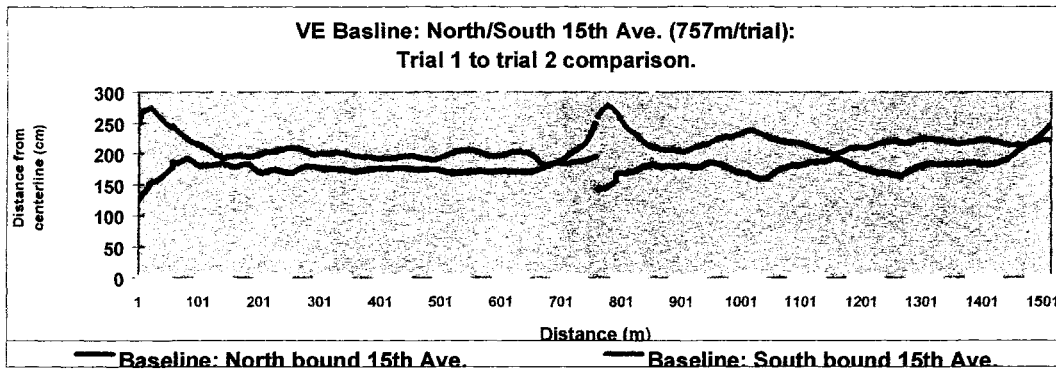 VE Basline: North/South 15th Ave. (757m/trial):
Trial 1 to trial 2 comparison.
Distance from
centerline (cm)
300
250
200
150
100
50
0
1 101 201 301 401 501 601 701 801 901 1001 1101 1201 1301 1401 1501
Distance (m)
Baseline: North bound 15th Ave. Baseline: South bound 15th Ave.